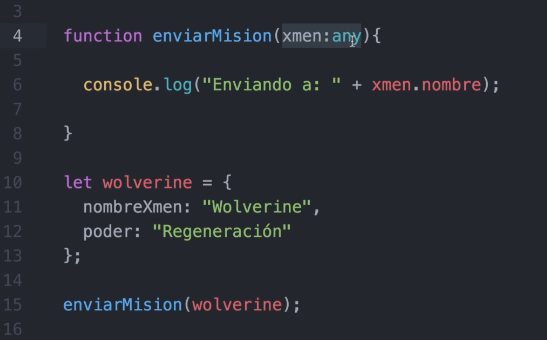 3
4 function enviarMision(xmen:any){
5
6 console.log("Enviando a: " + xmen.nombre);
7
8 }
9
10 let wolverine = {
11 nombreXmen: "Wolverine",
12 poder: "Regeneración"
13 };
14
15 enviarMision(wolverine);
16